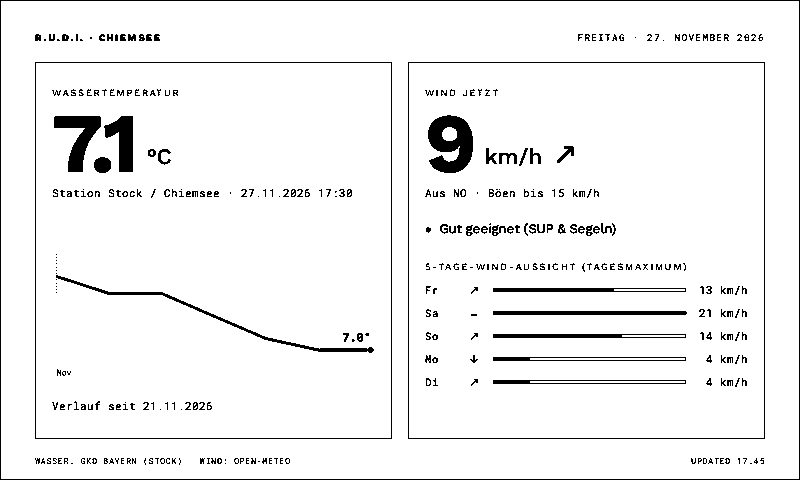 R.U.D.I. · CHIEMSEE
FREITAG · 27. NOVEMBER 2026
WASSERTEMPERATUR
7.1 °C
Station Stock / Chiemsee · 27.11.2026 17:30
7.0°
Nov
Verlauf seit 21.11.2026
WIND JETZT
9 km/h ↗
Aus NO · Böen bis 15 km/h
• Gut geeignet (SUP & Segeln)
5-TAGE-WIND-AUSSICHT (TAGESMAXIMUM)
Fr ↗ 13 km/h
Sa – 21 km/h
So ↗ 14 km/h
Mo ↓ 4 km/h
Di ↗ 4 km/h
WASSER: GKD BAYERN (STOCK) WIND: OPEN-METEO
UPDATED 17:45